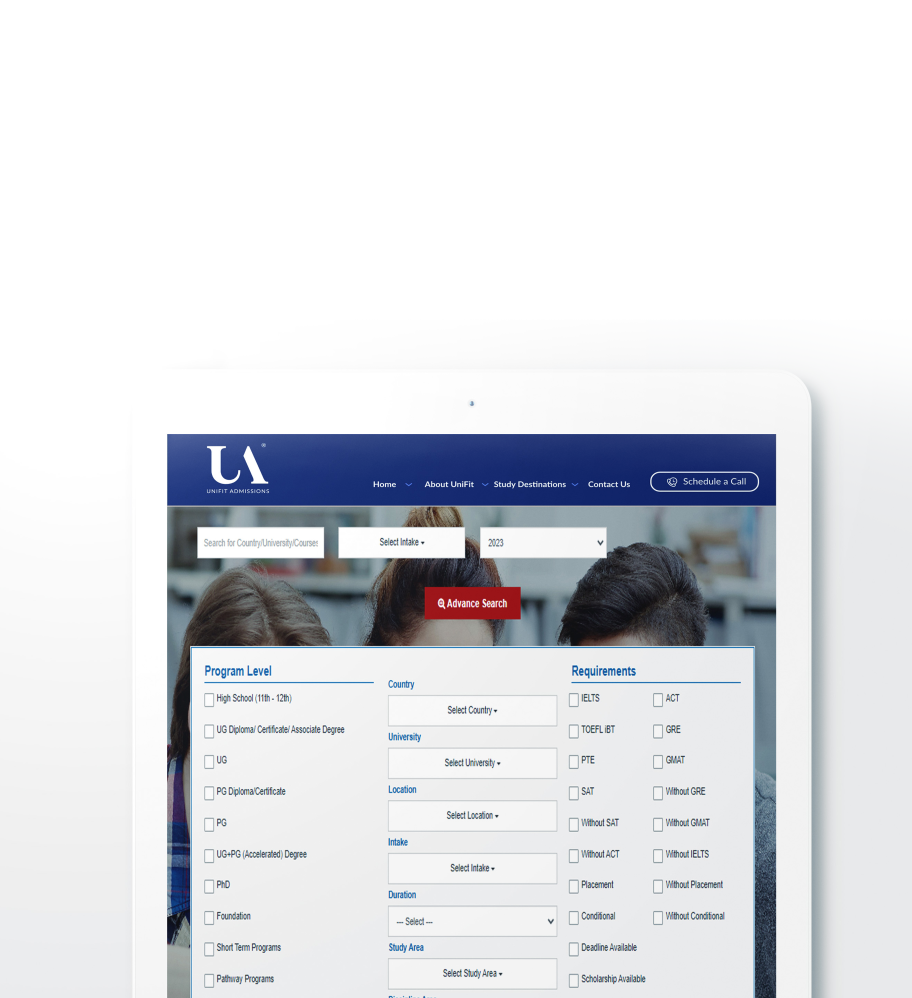 UA
®
UNIFIT ADMISSIONS
Home
About UniFit
Study Destinations
Contact Us
Schedule a Call
Search for Country/University/Courses
Select Intake
2023
Advance Search
Program Level
High School (11th - 12th)
UG Diploma/ Certificate/ Associate Degree
UG
PG Diploma/Certificate
PG
UG+PG (Accelerated) Degree
PhD
Foundation
Short Term Programs
Pathway Programs
Country
Select Country
University
Select University
Location
Select Location
Intake
Select Intake
Duration
--- Select ---
Study Area
Select Study Area
Requirements
IELTS
TOEFL iBT
PTE
SAT
Without SAT
Without ACT
Placement
Conditional
Deadline Available
Scholarship Available
ACT
GRE
GMAT
Without GRE
Without GMAT
Without IELTS
Without Placement
Without Conditional